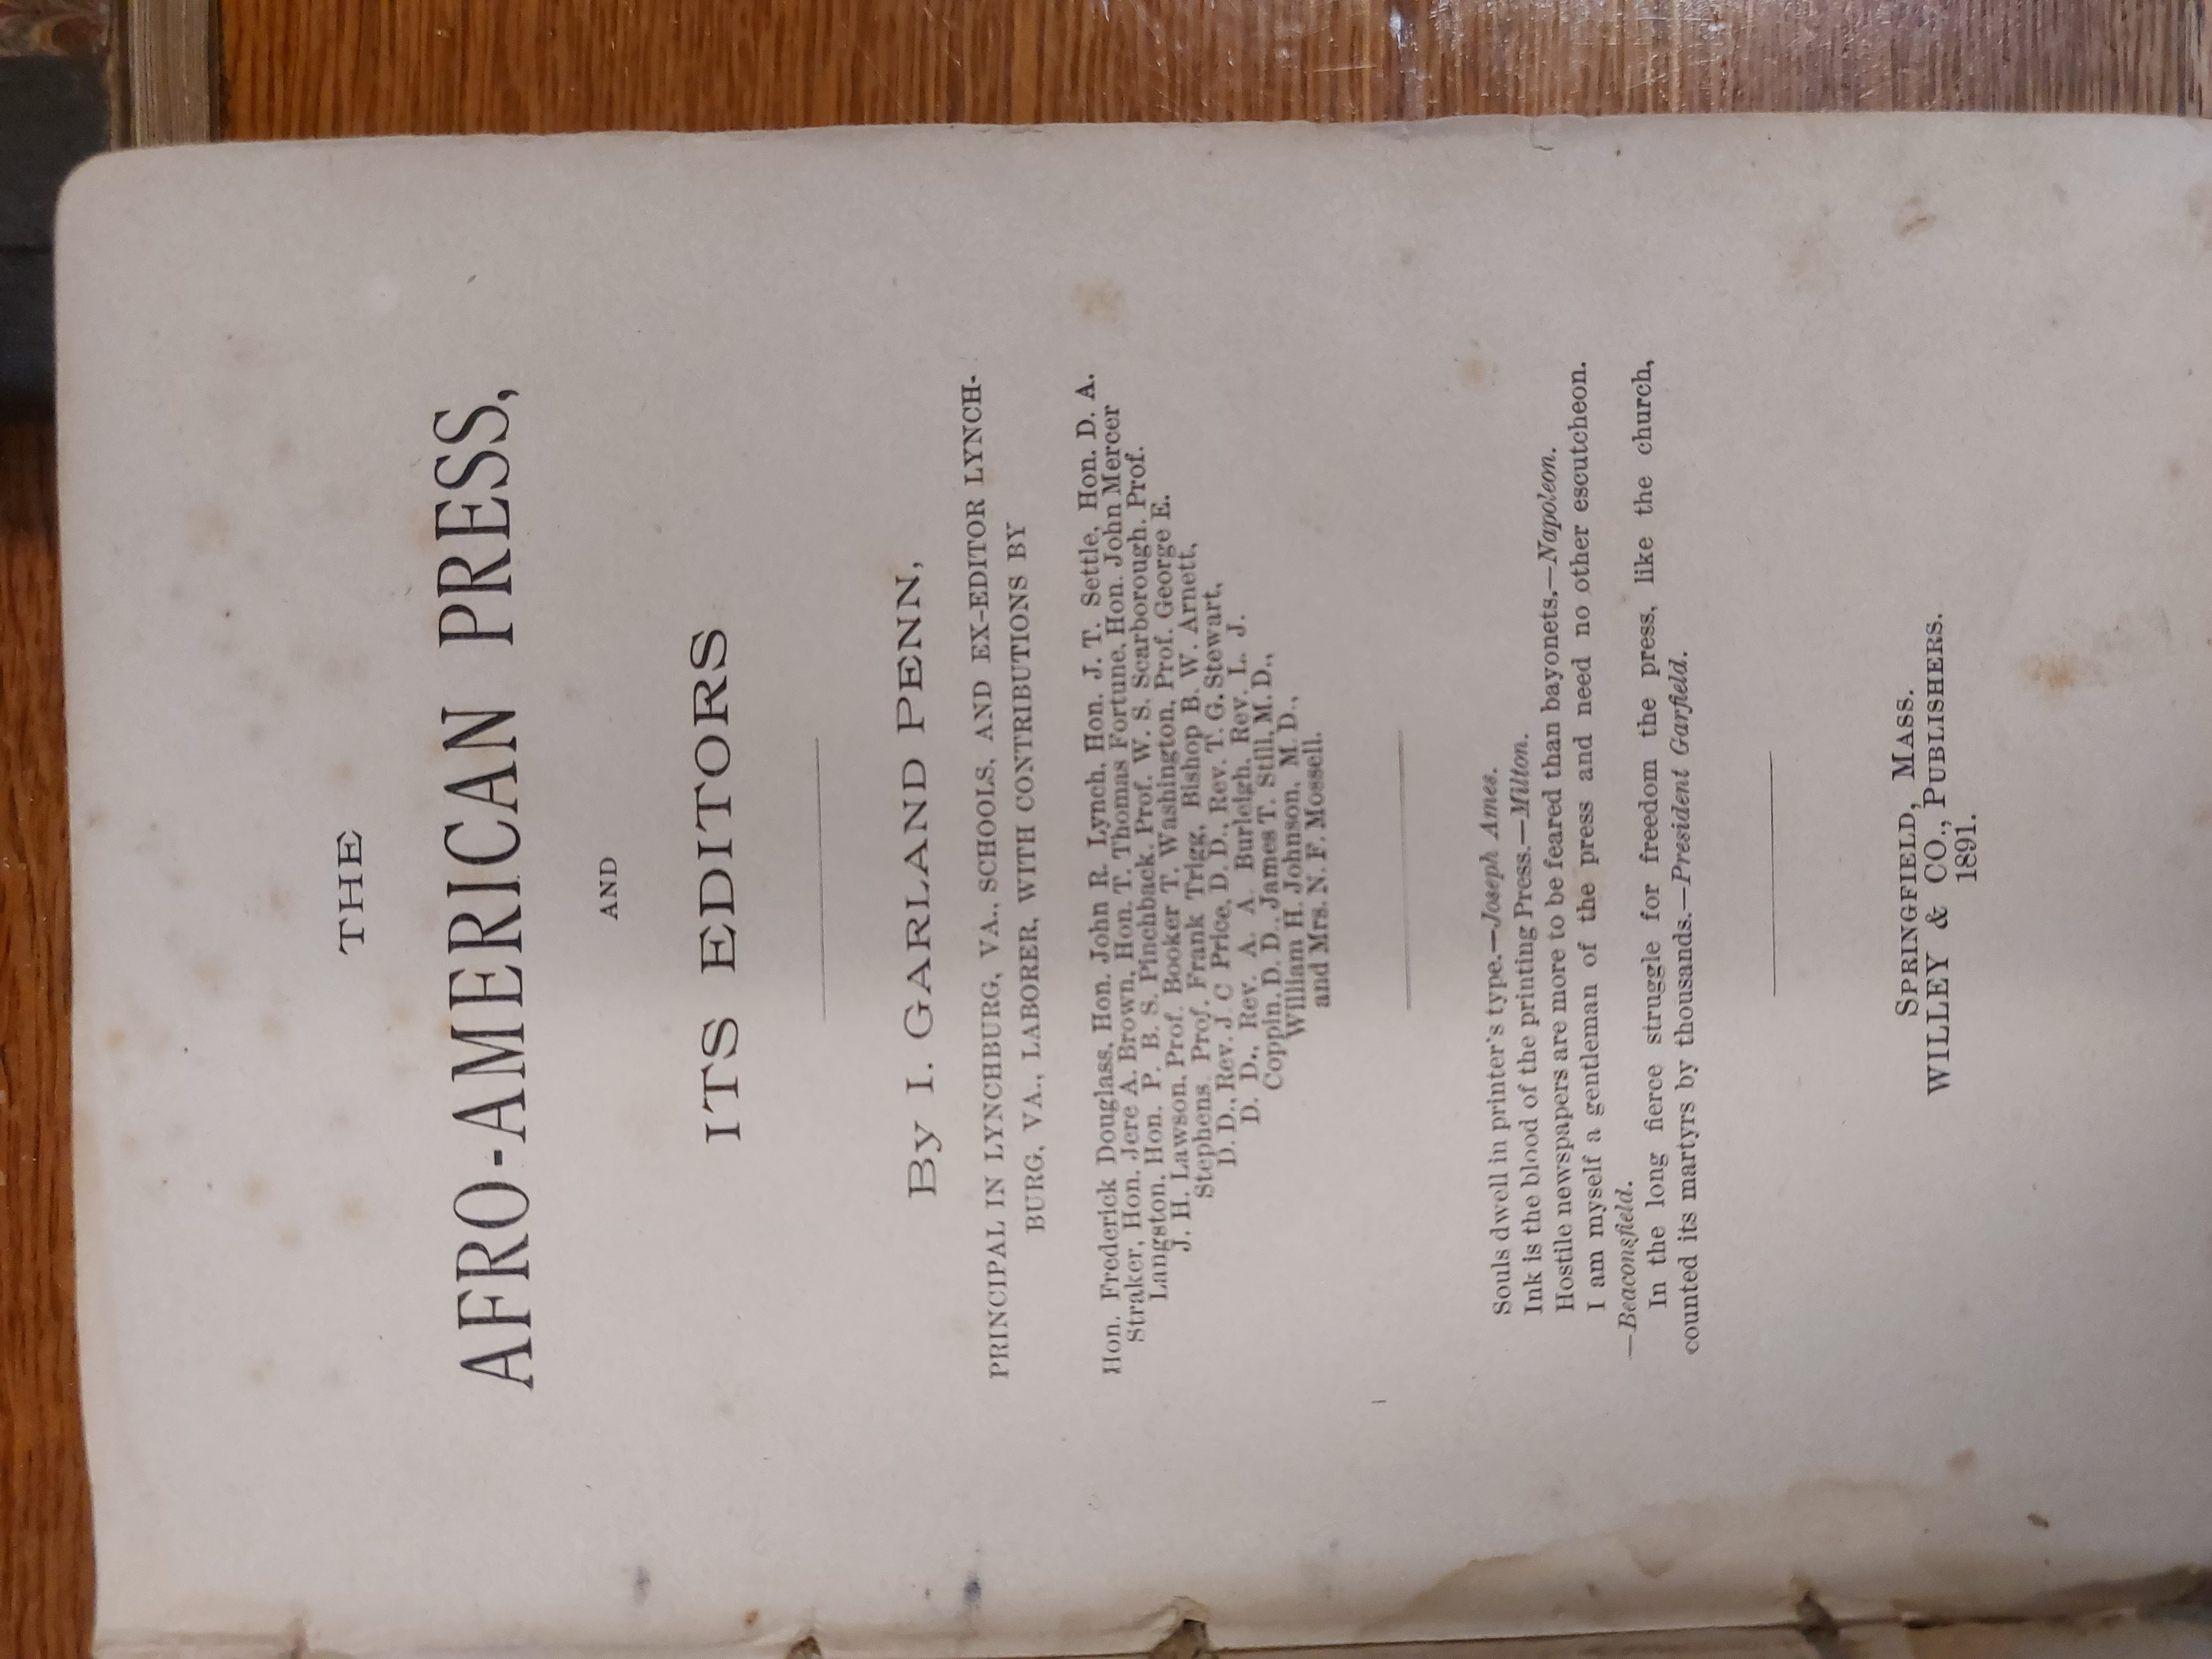 THE
AFRO-AMERICAN PRESS,
AND
ITS EDITORS
By I. GARLAND PENN,
PRINCIPAL IN LYNCHBURG, VA., SCHOOLS, AND EX-EDITOR LYNCH-
BURG, VA., LABORER, WITH CONTRIBUTIONS BY
Hon. Frederick Douglass, Hon. John R. Lynch, Hon. J. T. Settle, Hon. D. A.
Straker, Hon. Jere A. Brown, Hon. T. Thomas Fortune, Hon. John Mercer
Langston, Hon. P. B. S. Pinchback, Prof. W. S. Scarborough, Prof.
J. H. Lawson, Prof. Booker T. Washington, Prof. George E.
Stephens, Prof. Frank Trigg, Bishop B. W. Arnett,
D. D., Rev. J. C Price, D. D., Rev. T. G. Stewart,
D. D., Rev. A. A. Burleigh, Rev. L. J.
Coppin, D. D., James T. Still, M. D.,
William H. Johnson, M. D.,
and Mrs. N. F. Mossell.
Souls dwell in printer's type.—Joseph Ames.
Ink is the blood of the printing Press.—Milton.
Hostile newspapers are more to be feared than bayonets.—Napoleon.
I am myself a gentleman of the press and need no other escutcheon.
—Beaconsfield.
In the long fierce struggle for freedom the press, like the church,
counted its martyrs by thousands.—President Garfield.
SPRINGFIELD, MASS.
WILLEY & CO., PUBLISHERS.
1891.